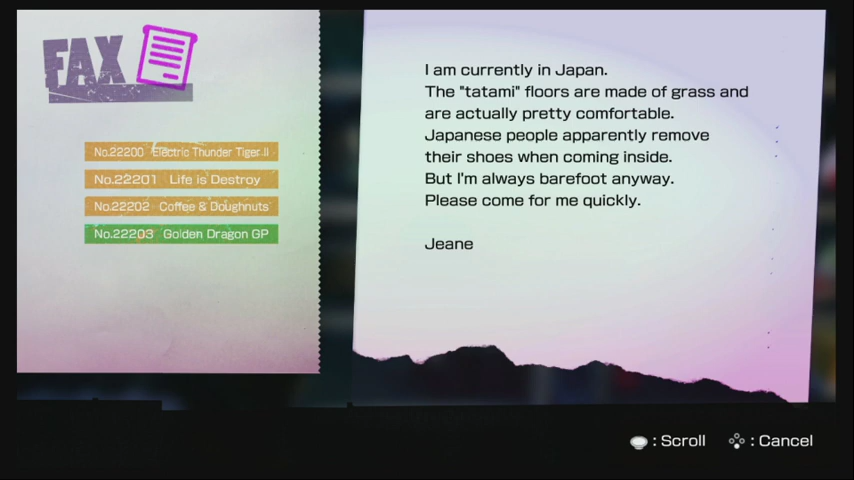 FAX
No.22200 Electric Thunder Tiger II
No.22201 Life is Destroy
No.22202 Coffee & Doughnuts
No.22203 Golden Dragon GP
I am currently in Japan.
The "tatami" floors are made of grass and
are actually pretty comfortable.
Japanese people apparently remove
their shoes when coming inside.
But I'm always barefoot anyway.
Please come for me quickly.
Jeane
: Scroll
: Cancel